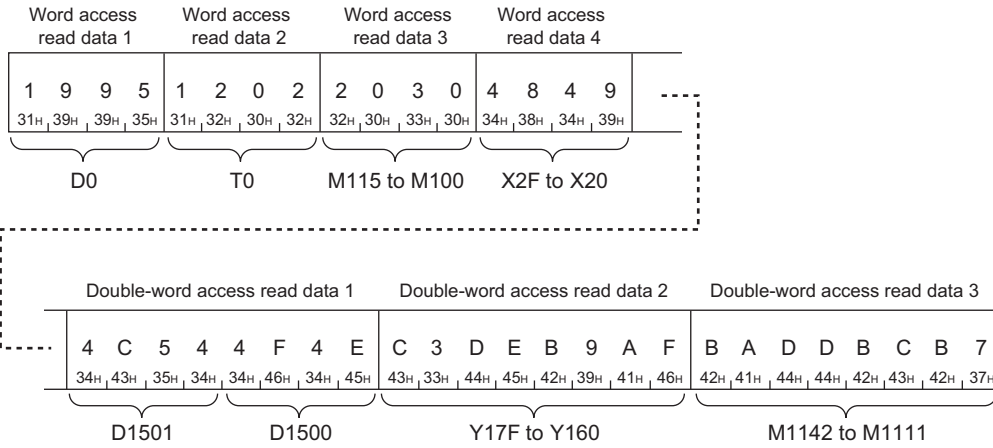 Word access Word access Word access Word access
read data 1 read data 2 read data 3 read data 4
1 9 9 5 1 2 0 2 2 0 3 0 4 8 4 9
31H 39H 39H 35H 31H 32H 30H 32H 32H 30H 33H 30H 34H 38H 34H 39H
D0 T0 M115 to M100 X2F to X20
Double-word access read data 1 Double-word access read data 2 Double-word access read data 3
4 C 5 4 4 F 4 E C 3 D E B 9 A F B A D D B C B 7
34H 43H 35H 34H 34H 46H 34H 45H 43H 33H 44H 45H 42H 39H 41H 46H 42H 41H 44H 44H 42H 43H 42H 37H
D1501 D1500 Y17F to Y160 M1142 to M1111